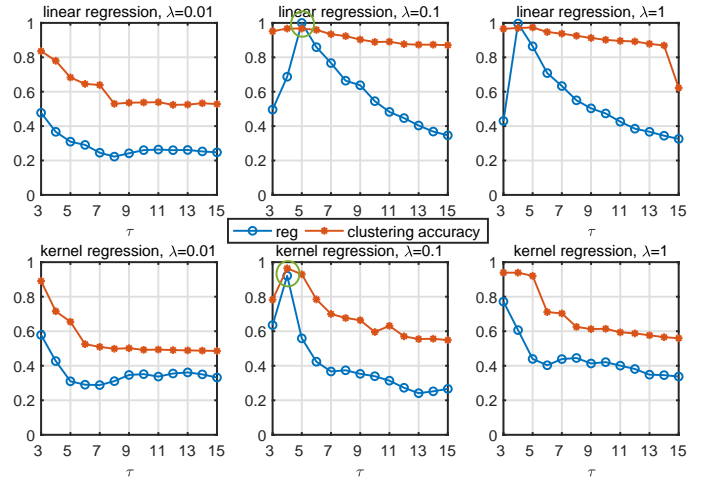 linear regression, λ=0.01
linear regression, λ=0.1
linear regression, λ=1
1
0.8
0.6
0.4
0.2
0
3 5 7 9 11 13 15
τ
1
0.8
0.6
0.4
0.2
0
3 5 7 9 11 13 15
τ
1
0.8
0.6
0.4
0.2
0
3 5 7 9 11 13 15
τ
reg clustering accuracy
kernel regression, λ=0.01
kernel regression, λ=0.1
kernel regression, λ=1
1
0.8
0.6
0.4
0.2
0
3 5 7 9 11 13 15
τ
1
0.8
0.6
0.4
0.2
0
3 5 7 9 11 13 15
τ
1
0.8
0.6
0.4
0.2
0
3 5 7 9 11 13 15
τ